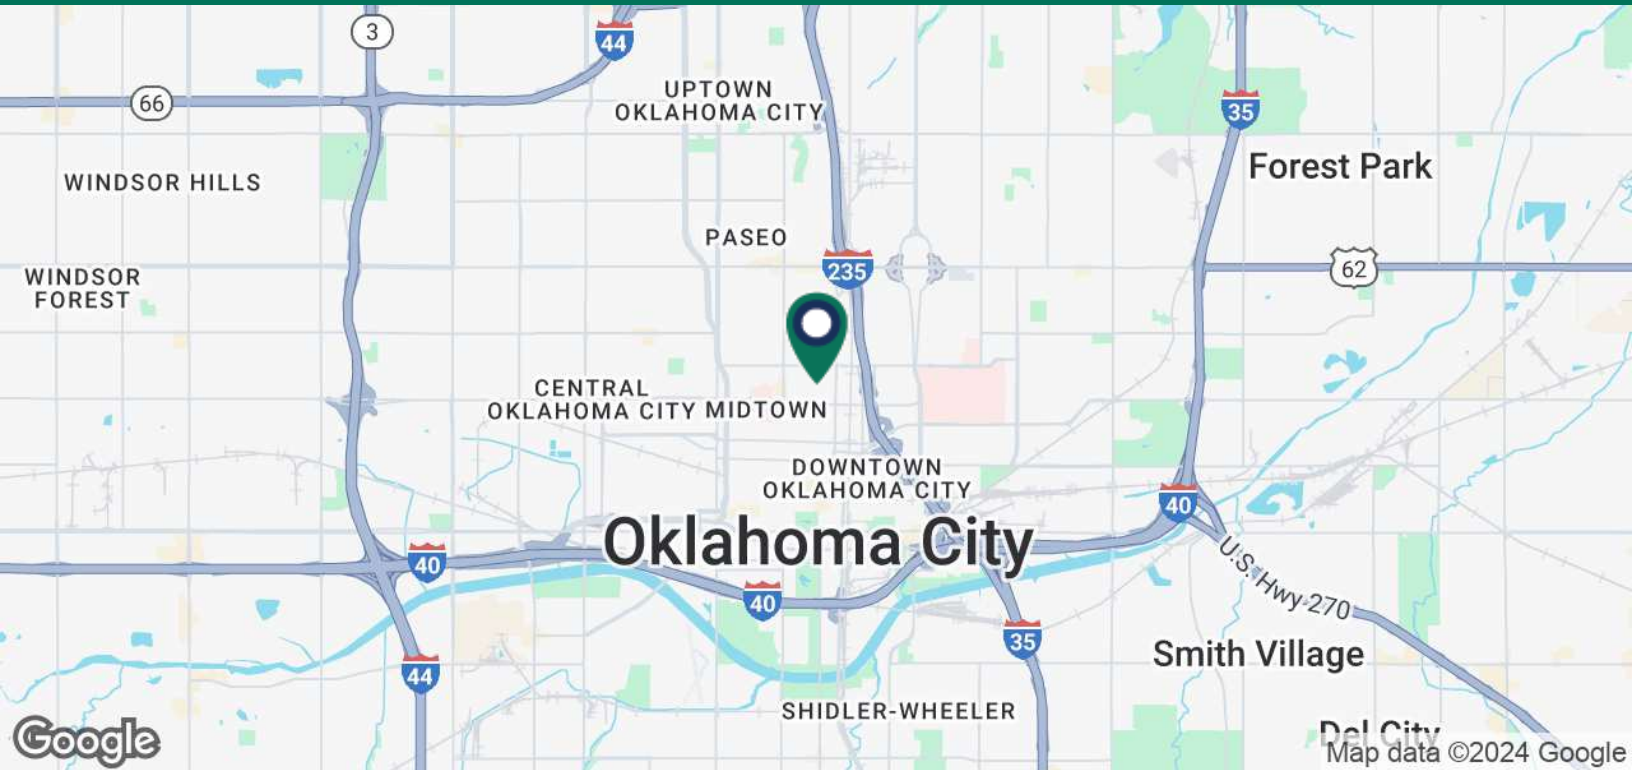 3
44
UPTOWN
OKLAHOMA CITY
66
35
Forest Park
WINDSOR HILLS
PASEO
WINDSOR
FOREST
235
62
CENTRAL
OKLAHOMA CITY
MIDTOWN
DOWNTOWN
OKLAHOMA CITY
40
Oklahoma City
U.S. Hwy 270
40
40
35
Smith Village
44
SHIDLER-WHEELER
Del City
Google
Map data ©2024 Google